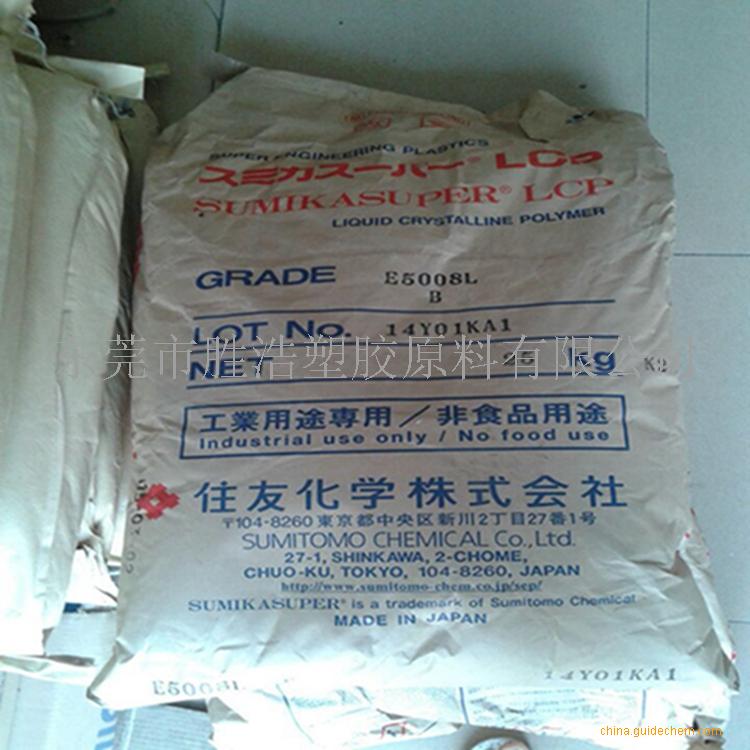 SUPER ENGINEERING PLASTICS
スミカスーパー® LCP
SUMIKASUPER® LCP
LIQUID CRYSTALLINE POLYMER
GRADE E5008L
B
LOT No. 14Y01KA1
NET 25 kg K2
东莞市胜浩塑胶原料有限公司
工業用途専用/非食品用途
Industrial use only / No food use
住友化学株式会社
〒104-8260 東京都中央区新川2丁目27番1号
SUMITOMO CHEMICAL Co., Ltd.
27-1, SHINKAWA, 2-CHOME,
CHUO-KU, TOKYO, 104-8260, JAPAN
http://www.sumitomo-chem.co.jp/sep/
SUMIKASUPER® is a trademark of Sumitomo Chemical
MADE IN JAPAN
E5008L 14Y01KA1
china.guidechem.com